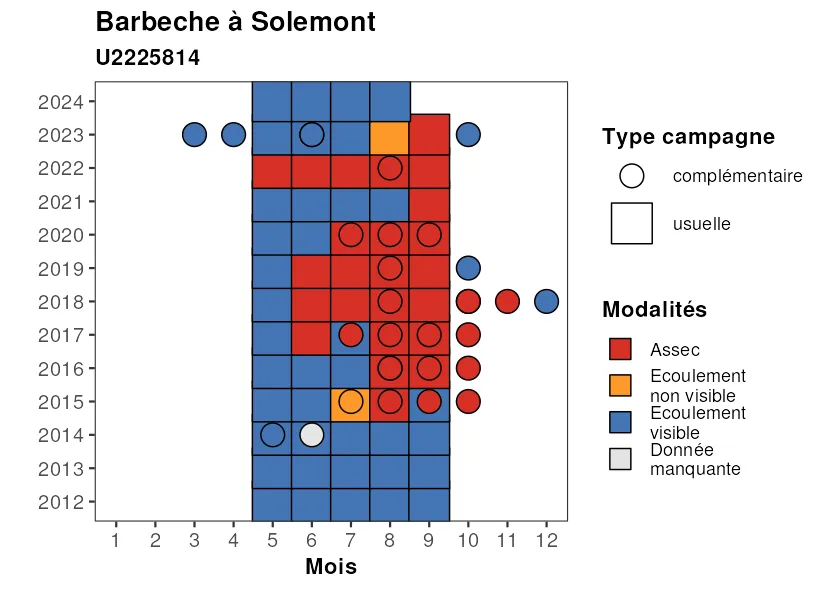 Barbeche à Solemont
U2225814
2024
2023
2022
2021
2020
2019
2018
2017
2016
2015
2014
2013
2012
1 2 3 4 5 6 7 8 9 10 11 12
Mois
Type campagne
complémentaire
usuelle
Modalités
Assec
Ecoulement
non visible
Ecoulement
visible
Donnée
manquante